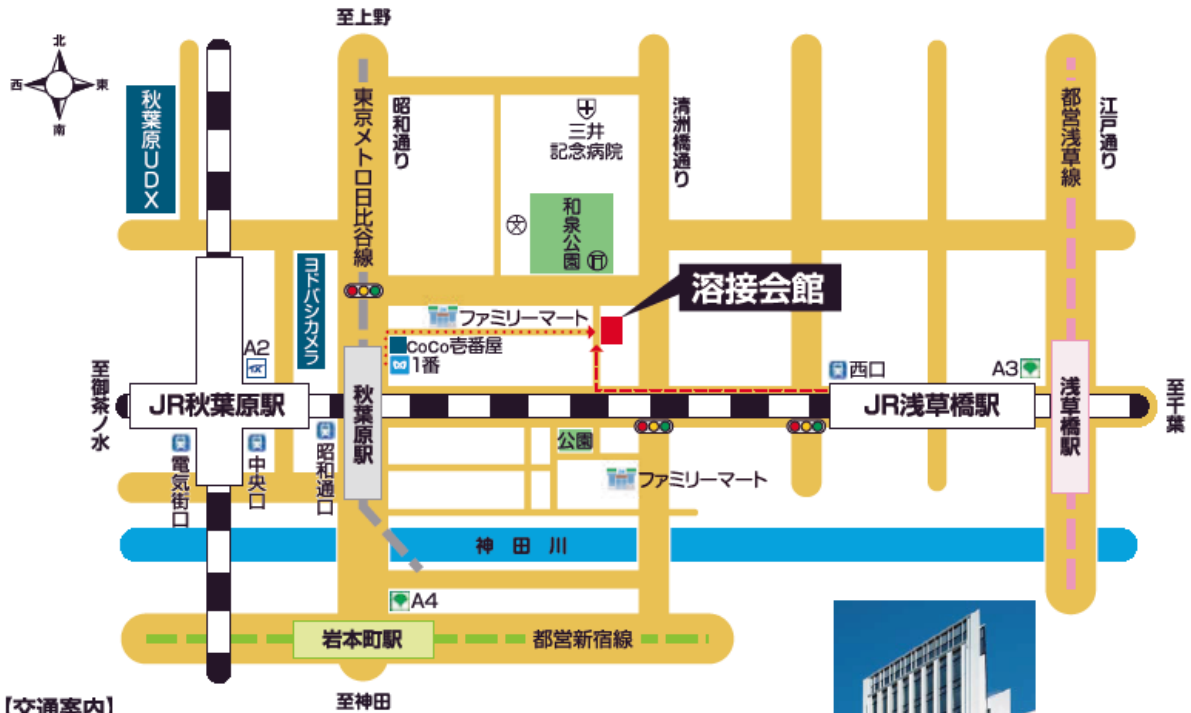 至上野
北
西
東
南
秋葉原UDX
東京メトロ日比谷線
昭和通り
三井
記念病院
清洲橋通り
都営浅草線
江戸通り
和泉公園
文
ヨドバシカメラ
溶接会館
ファミリーマート
CoCo壱番屋
1番
A2
TX
西口
A3
至御茶ノ水
JR秋葉原駅
秋葉原駅
JR浅草橋駅
浅草橋駅
至千葉
電気街口
中央口
昭和通口
公園
ファミリーマート
神田川
A4
岩本町駅
都営新宿線
至神田
【交通案内】